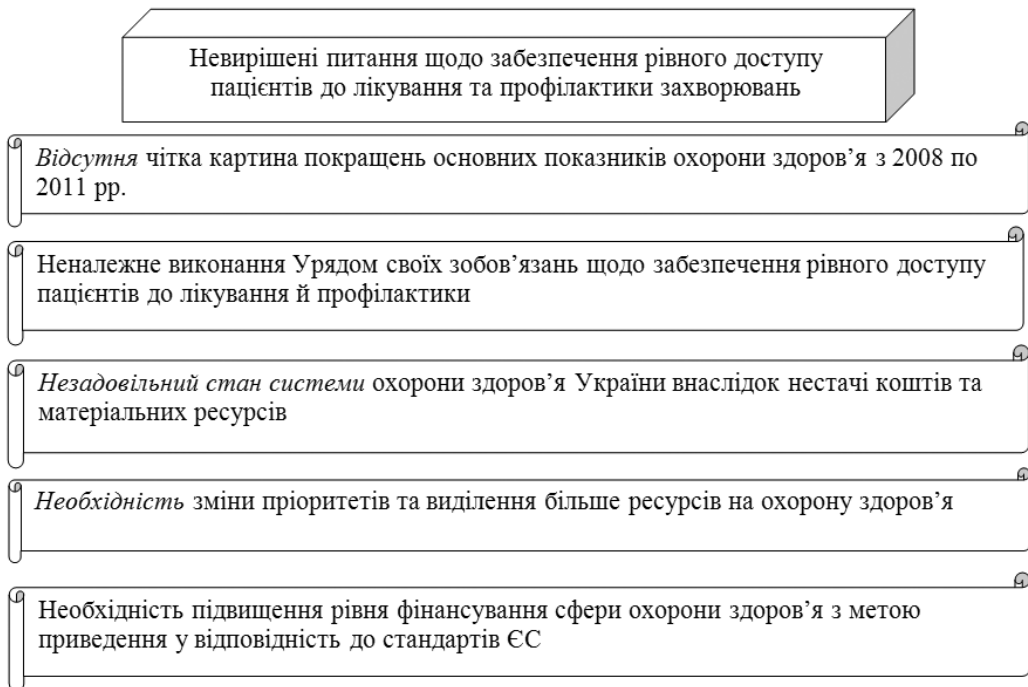 Невирішені питання щодо забезпечення рівного доступу
пацієнтів до лікування та профілактики захворювань
Відсутня чітка картина покращень основних показників охорони здоров’я з 2008 по
2011 рр.
Неналежне виконання Урядом своїх зобов’язань щодо забезпечення рівного доступу
пацієнтів до лікування й профілактики
Незадовільний стан системи охорони здоров’я України внаслідок нестачі коштів та
матеріальних ресурсів
Необхідність зміни пріоритетів та виділення більше ресурсів на охорону здоров’я
Необхідність підвищення рівня фінансування сфери охорони здоров’я з метою
приведення у відповідність до стандартів ЄС